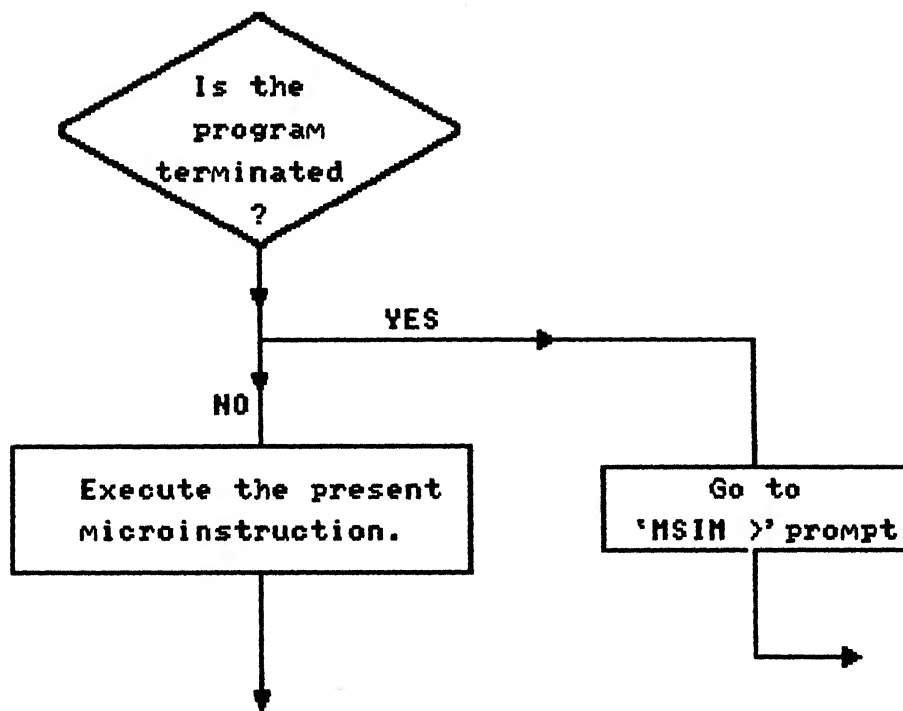 Is the
program
terminated
?
YES
NO
Execute the present
microinstruction.
Go to
'MSIM >' prompt